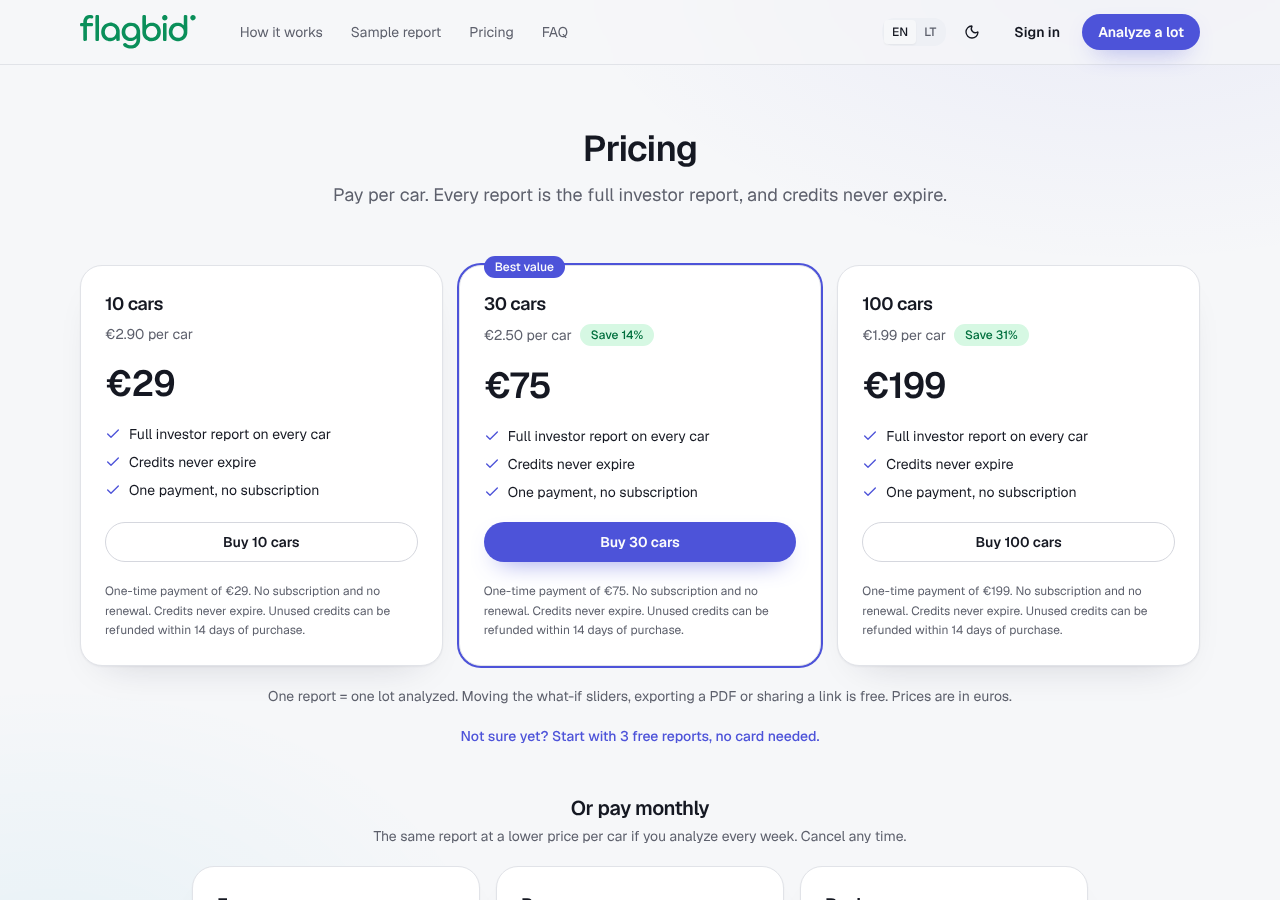 flagbid
How it works
Sample report
Pricing
FAQ
EN
LT
Sign in
Analyze a lot
Pricing
Pay per car. Every report is the full investor report, and credits never expire.
10 cars
€2.90 per car
€29
Full investor report on every car
Credits never expire
One payment, no subscription
Buy 10 cars
One-time payment of €29. No subscription and no
renewal. Credits never expire. Unused credits can be
refunded within 14 days of purchase.
Best value
30 cars
€2.50 per car
Save 14%
€75
Full investor report on every car
Credits never expire
One payment, no subscription
Buy 30 cars
One-time payment of €75. No subscription and no
renewal. Credits never expire. Unused credits can be
refunded within 14 days of purchase.
100 cars
€1.99 per car
Save 31%
€199
Full investor report on every car
Credits never expire
One payment, no subscription
Buy 100 cars
One-time payment of €199. No subscription and no
renewal. Credits never expire. Unused credits can be
refunded within 14 days of purchase.
One report = one lot analyzed. Moving the what-if sliders, exporting a PDF or sharing a link is free. Prices are in euros.
Not sure yet? Start with 3 free reports, no card needed.
Or pay monthly
The same report at a lower price per car if you analyze every week. Cancel any time.